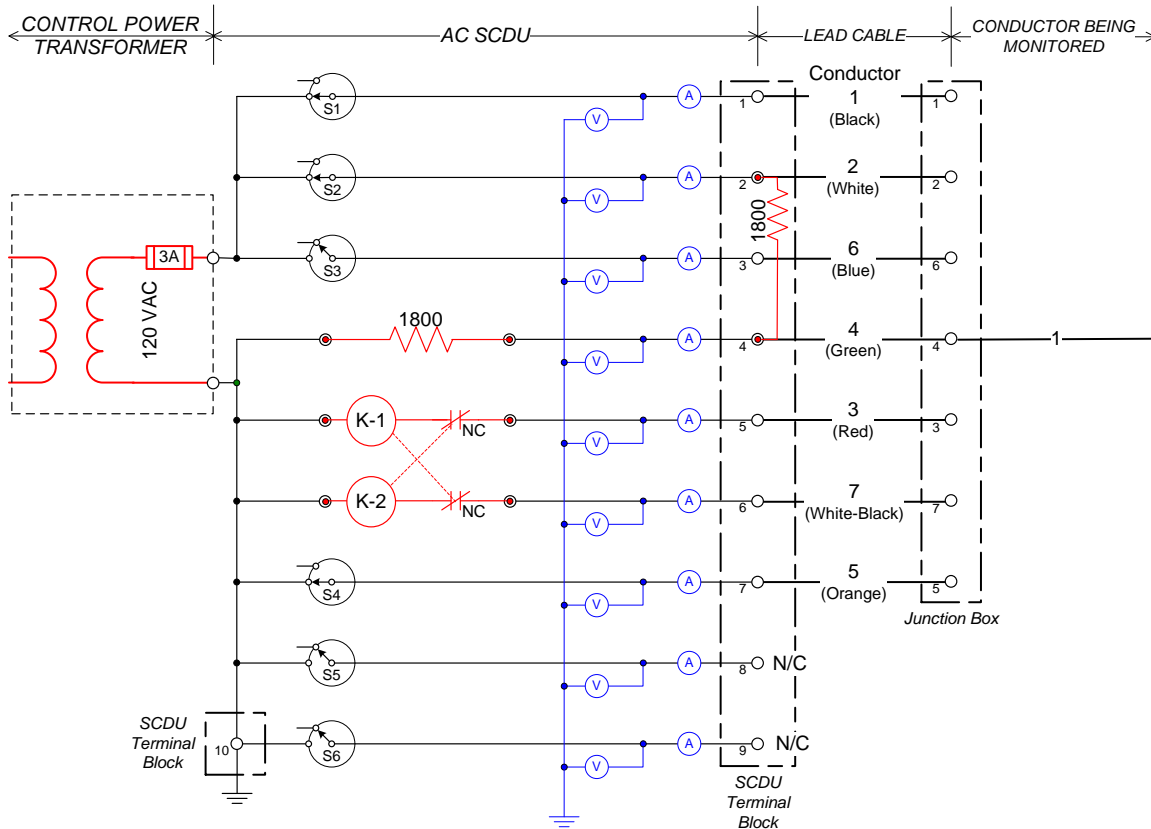 CONTROL POWER
TRANSFORMER
AC SCDU
LEAD CABLE
CONDUCTOR BEING
MONITORED
S1
V
A
1
Conductor
1
(Black)
1
S2
V
A
2
2
(White)
2
1800
3A
120 VAC
S3
V
A
3
6
(Blue)
6
1800
V
A
4
4
(Green)
4
1
K-1
NC
V
A
5
3
(Red)
3
K-2
NC
V
A
6
7
(White-Black)
7
S4
V
A
7
5
(Orange)
5
Junction Box
S5
V
A
8
N/C
SCDU
Terminal
Block
10
S6
V
A
9
N/C
SCDU
Terminal
Block